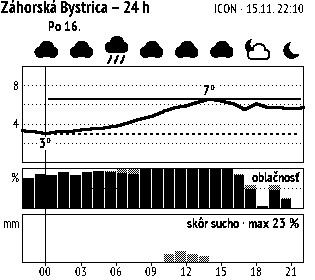 Záhorská Bystrica – 24 h
ICON · 15.11. 22:10
Po 16.
8
7°
4
3°
% oblačnosť
mm skôr sucho · max 23 %
00 03 06 09 12 15 18 21